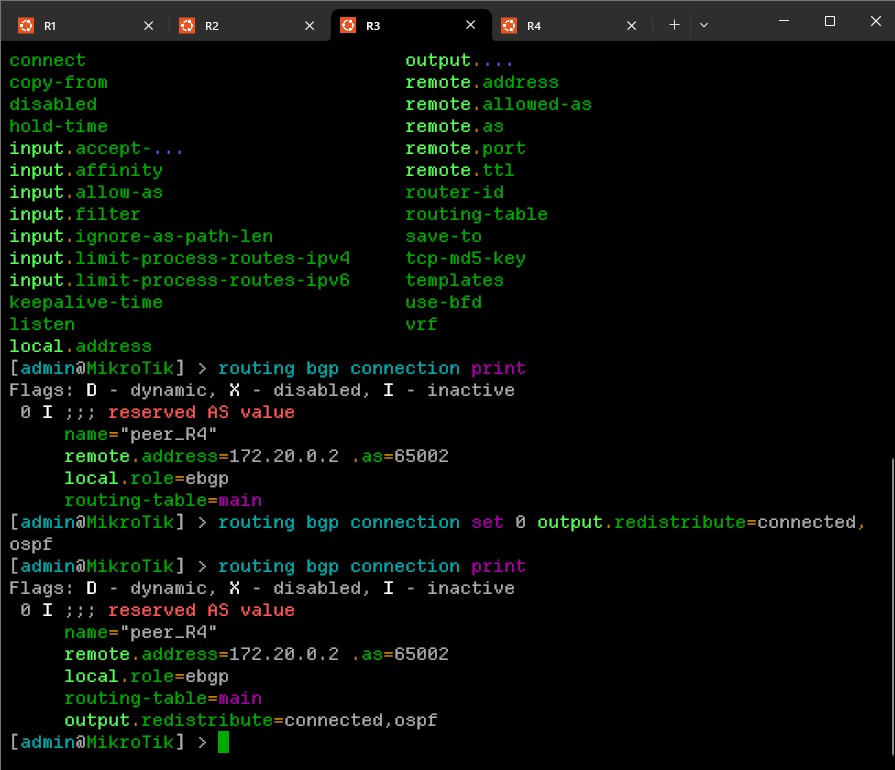 R1 R2 R3 R4
connect output....
copy-from remote.address
disabled remote.allowed-as
hold-time remote.as
input.accept-... remote.port
input.affinity remote.ttl
input.allow-as router-id
input.filter routing-table
input.ignore-as-path-len save-to
input.limit-process-routes-ipv4 tcp-md5-key
input.limit-process-routes-ipv6 templates
keepalive-time use-bfd
listen vrf
local.address
[admin@MikroTik] > routing bgp connection print
Flags: D - dynamic, X - disabled, I - inactive
0 I ;;; reserved AS value
name="peer_R4"
remote.address=172.20.0.2 .as=65002
local.role=ebgp
routing-table=main
[admin@MikroTik] > routing bgp connection set 0 output.redistribute=connected,
ospf
[admin@MikroTik] > routing bgp connection print
Flags: D - dynamic, X - disabled, I - inactive
0 I ;;; reserved AS value
name="peer_R4"
remote.address=172.20.0.2 .as=65002
local.role=ebgp
routing-table=main
output.redistribute=connected,ospf
[admin@MikroTik] >